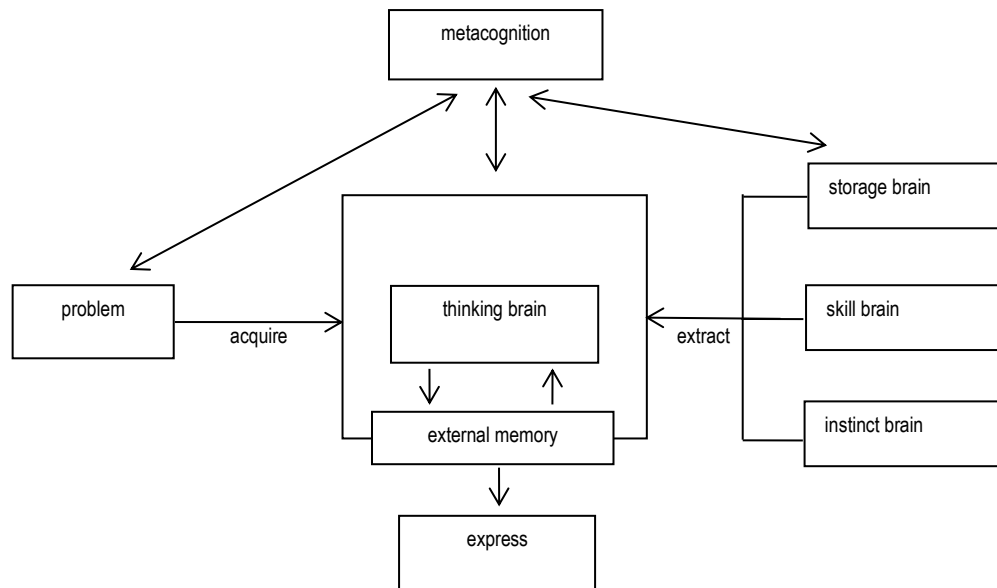 metacognition
storage brain
problem
thinking brain
skill brain
acquire
extract
external memory
instinct brain
express